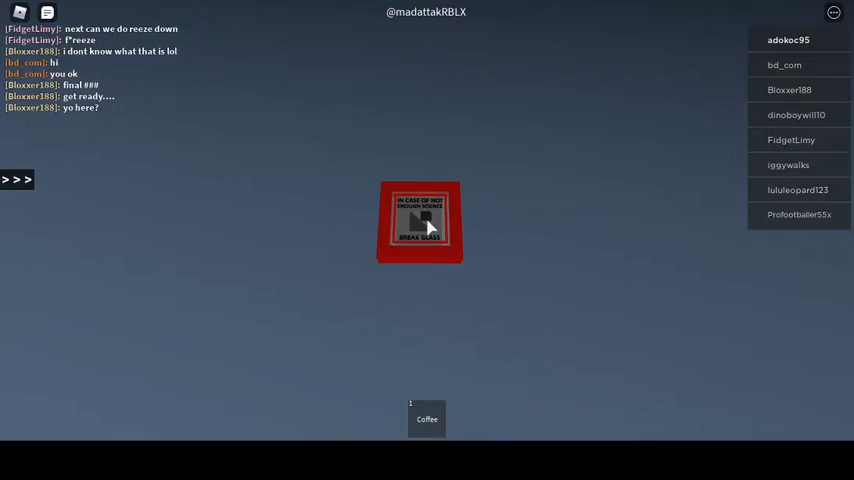 @madattakRBLX
[FidgetLimy]: next can we do reeze down
[FidgetLimy]: f*reeze
[Bloxxer188]: i dont know what that is lol
[bd_com]: hi
[bd_com]: you ok
[Bloxxer188]: final ###
[Bloxxer188]: get ready....
[Bloxxer188]: yo here?
adokoc95
bd_com
Bloxxer188
dinoboywill10
FidgetLimy
iggywalks
lululeopard123
Profootballer55x
> > >
IN CASE OF NOT
ENOUGH SCIENCE
BREAK GLASS
1
Coffee